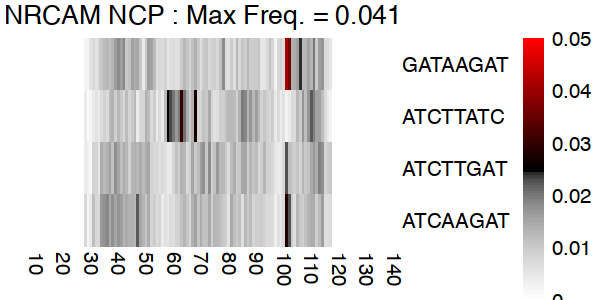 NRCAM NCP : Max Freq. = 0.041
0.05
GATAAGAT
0.04
ATCTTATC
0.03
ATCTTGAT
0.02
ATCAAGAT
0.01
0
10 20 30 40 50 60 70 80 90 100 110 120 130 140